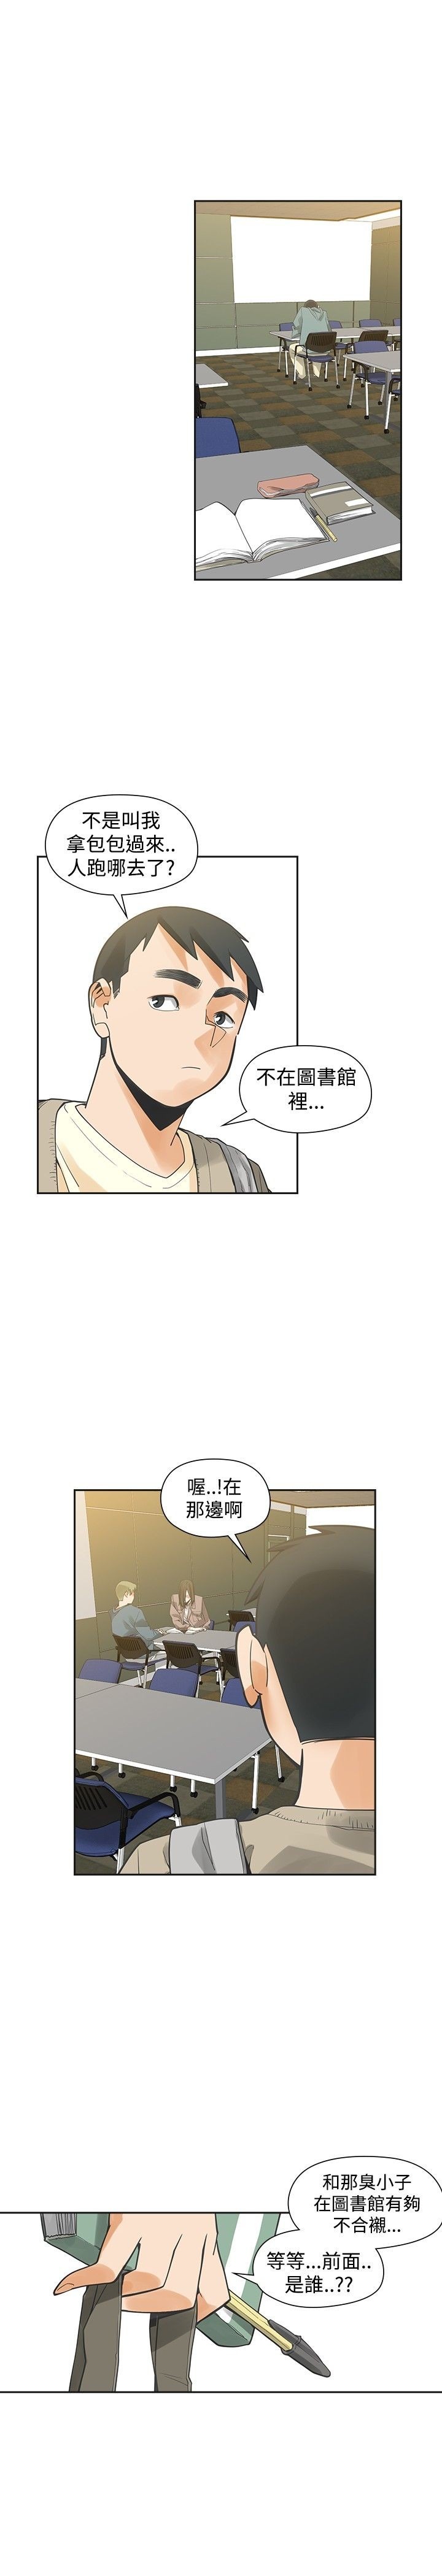 不是叫我
拿包包過來..
人跑哪去了?
不在圖書館
裡...
喔..!在
那邊啊
和那臭小子
在圖書館有夠
不合襯...
等等...前面..
是誰..??